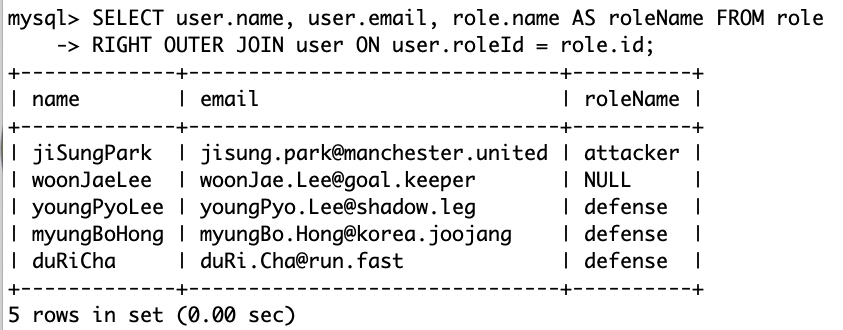 mysql> SELECT user.name, user.email, role.name AS roleName FROM role
    -> RIGHT OUTER JOIN user ON user.roleId = role.id;
+-------------+-------------------------------+----------+
| name        | email                         | roleName |
+-------------+-------------------------------+----------+
| jiSungPark  | jisung.park@manchester.united | attacker |
| woonJaeLee  | woonJae.Lee@goal.keeper       | NULL     |
| youngPyoLee | youngPyo.Lee@shadow.leg       | defense  |
| myungBoHong | myungBo.Hong@korea.joojang    | defense  |
| duRiCha     | duRi.Cha@run.fast             | defense  |
+-------------+-------------------------------+----------+
5 rows in set (0.00 sec)